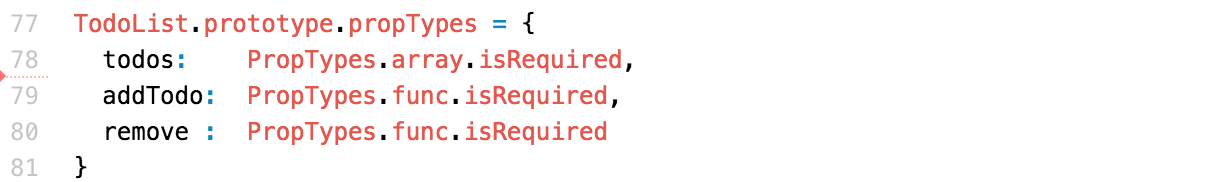 77 TodoList.prototype.propTypes = {
78   todos:    PropTypes.array.isRequired,
79   addTodo:  PropTypes.func.isRequired,
80   remove :  PropTypes.func.isRequired
81 }